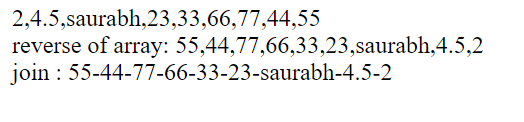 2,4.5,saurabh,23,33,66,77,44,55
reverse of array: 55,44,77,66,33,23,saurabh,4.5,2
join : 55-44-77-66-33-23-saurabh-4.5-2